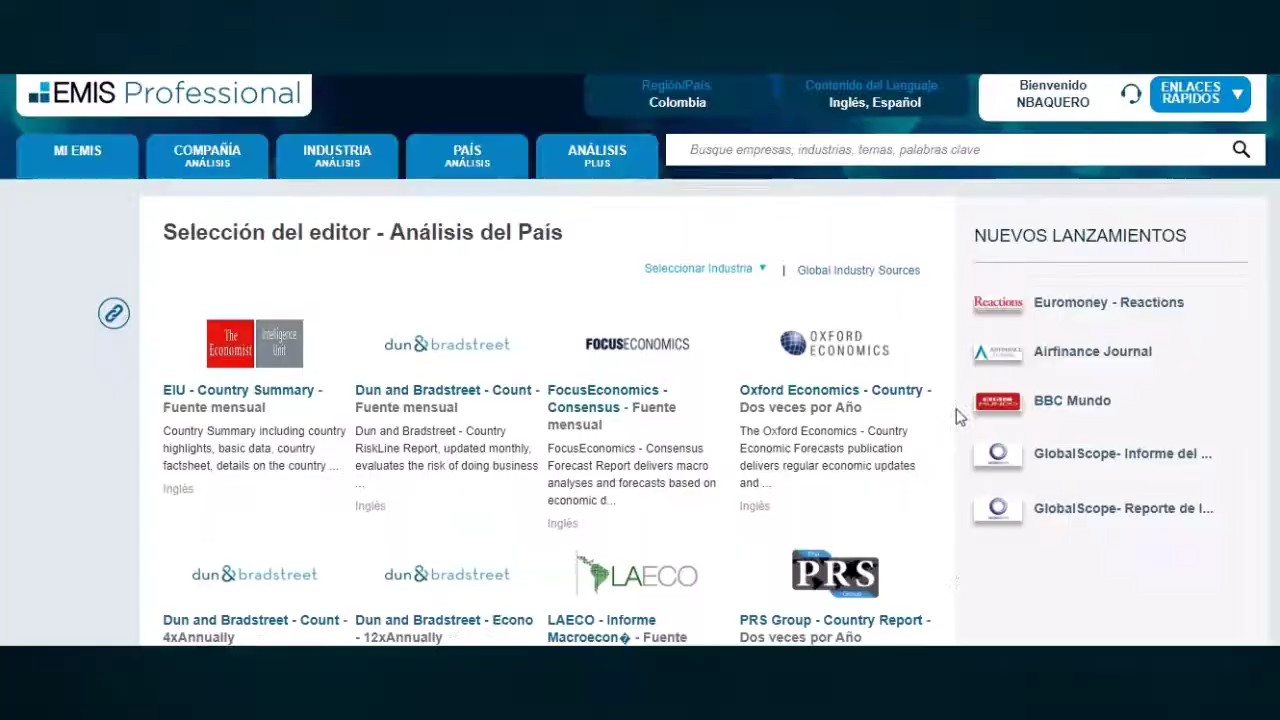 EMIS Professional
Región/País
Colombia
Contenido del Lenguaje
Inglés, Español
Bienvenido
NBAQUERO
ENLACES
RÁPIDOS
MI EMIS
COMPAÑÍA
ANÁLISIS
INDUSTRIA
ANÁLISIS
PAÍS
ANÁLISIS
ANÁLISIS
PLUS
Busque empresas, industrias, temas, palabras clave
Selección del editor - Análisis del País
Seleccionar Industria
|
Global Industry Sources
The
Economist
Intelligence
Unit
EIU - Country Summary -
Fuente mensual
Country Summary including country
highlights, basic data, country
factsheet, details on the country ...
Inglés
dun&bradstreet
Dun and Bradstreet - Count -
Fuente mensual
Dun and Bradstreet - Country
RiskLine Report, updated monthly,
evaluates the risk of doing business
...
Inglés
FOCUSECONOMICS
FocusEconomics -
Consensus - Fuente
mensual
FocusEconomics - Consensus
Forecast Report delivers macro
analyses and forecasts based on
economic d...
Inglés
OXFORD
ECONOMICS
Oxford Economics - Country -
Dos veces por Año
The Oxford Economics - Country
Economic Forecasts publication
delivers regular economic updates
and ...
Inglés
dun&bradstreet
Dun and Bradstreet - Count -
4xAnnually
dun&bradstreet
Dun and Bradstreet - Econo
- 12xAnnually
LAECO
LAECO - Informe
Macroecon� - Fuente
The
PRS
Group
PRS Group - Country Report -
Dos veces por Año
NUEVOS LANZAMIENTOS
Reactions
Euromoney - Reactions
Airfinance Journal
BBC Mundo
GlobalScope- Informe del ...
GlobalScope- Reporte de I...